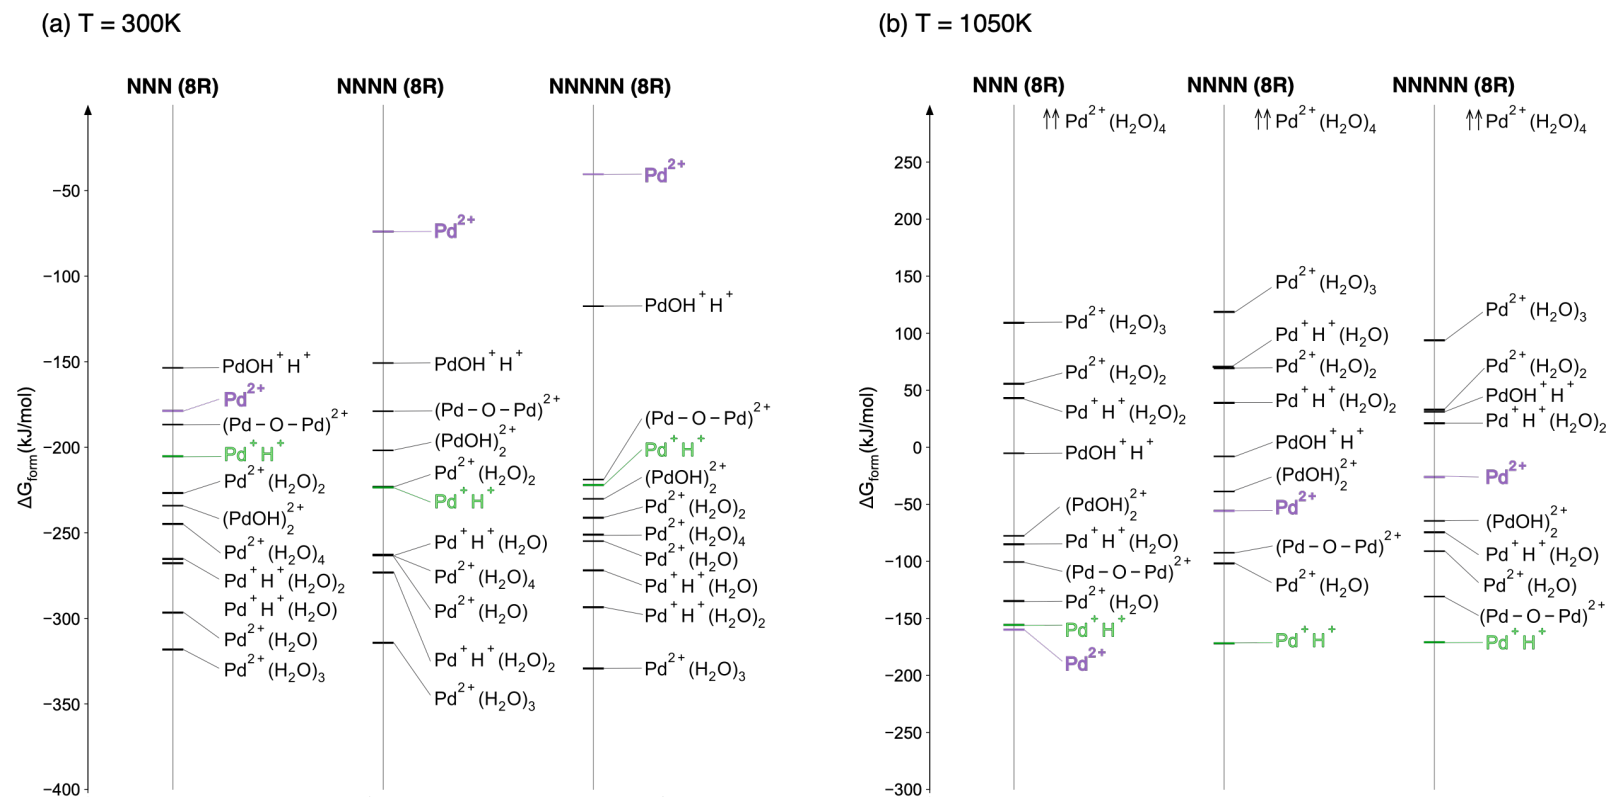 (a) T = 300K
NNN (8R)
NNNN (8R)
NNNNN (8R)
ΔG_form (kJ/mol)
−50
−100
−150
−200
−250
−300
−350
−400
PdOH⁺H⁺
Pd²⁺
(Pd–O–Pd)²⁺
Pd⁺H⁺
Pd²⁺(H₂O)₂
(PdOH)₂²⁺
Pd²⁺(H₂O)₄
Pd⁺H⁺(H₂O)₂
Pd⁺H⁺(H₂O)
Pd²⁺(H₂O)
Pd²⁺(H₂O)₃
Pd²⁺
PdOH⁺H⁺
(Pd–O–Pd)²⁺
(PdOH)₂²⁺
Pd²⁺(H₂O)₂
Pd⁺H⁺
Pd⁺H⁺(H₂O)
Pd²⁺(H₂O)₄
Pd²⁺(H₂O)
Pd⁺H⁺(H₂O)₂
Pd²⁺(H₂O)₃
Pd²⁺
PdOH⁺H⁺
(Pd–O–Pd)²⁺
Pd⁺H⁺
(PdOH)₂²⁺
Pd²⁺(H₂O)₂
Pd²⁺(H₂O)₄
Pd²⁺(H₂O)
Pd⁺H⁺(H₂O)
Pd⁺H⁺(H₂O)₂
Pd²⁺(H₂O)₃
(b) T = 1050K
NNN (8R)
NNNN (8R)
NNNNN (8R)
ΔG_form (kJ/mol)
250
200
150
100
50
0
−50
−100
−150
−200
−250
−300
↑↑ Pd²⁺(H₂O)₄
Pd²⁺(H₂O)₃
Pd²⁺(H₂O)₂
Pd⁺H⁺(H₂O)₂
PdOH⁺H⁺
(PdOH)₂²⁺
Pd⁺H⁺(H₂O)
(Pd–O–Pd)²⁺
Pd²⁺(H₂O)
Pd⁺H⁺
Pd²⁺
↑↑ Pd²⁺(H₂O)₄
Pd²⁺(H₂O)₃
Pd⁺H⁺(H₂O)
Pd²⁺(H₂O)₂
Pd⁺H⁺(H₂O)₂
PdOH⁺H⁺
(PdOH)₂²⁺
Pd²⁺
(Pd–O–Pd)²⁺
Pd²⁺(H₂O)
Pd⁺H⁺
↑↑ Pd²⁺(H₂O)₄
Pd²⁺(H₂O)₃
Pd²⁺(H₂O)₂
PdOH⁺H⁺
Pd⁺H⁺(H₂O)₂
Pd²⁺
(PdOH)₂²⁺
Pd⁺H⁺(H₂O)
Pd²⁺(H₂O)
(Pd–O–Pd)²⁺
Pd⁺H⁺